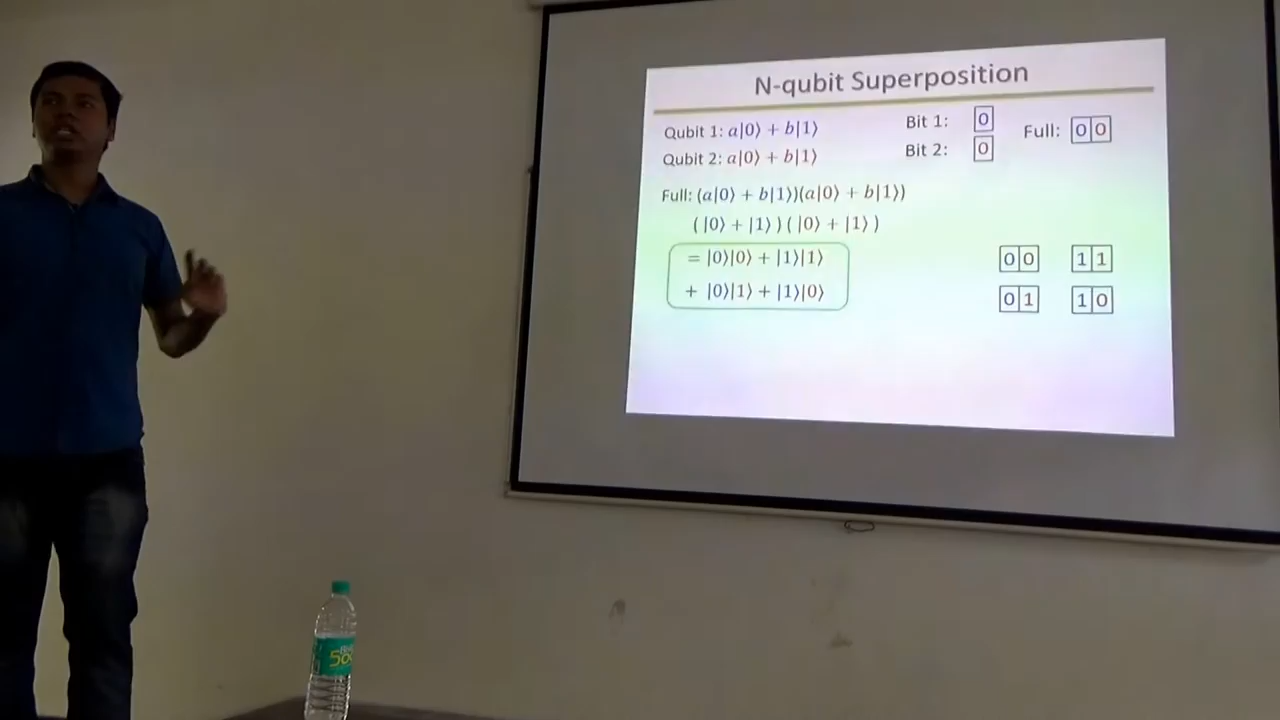 N-qubit Superposition
Qubit 1: a|0⟩ + b|1⟩ Bit 1: 0
Qubit 2: a|0⟩ + b|1⟩ Bit 2: 0
Full: 0 0
Full: (a|0⟩ + b|1⟩)(a|0⟩ + b|1⟩)
( |0⟩ + |1⟩ ) ( |0⟩ + |1⟩ )
= |0⟩|0⟩ + |1⟩|1⟩ 0 0 1 1
+ |0⟩|1⟩ + |1⟩|0⟩ 0 1 1 0
500